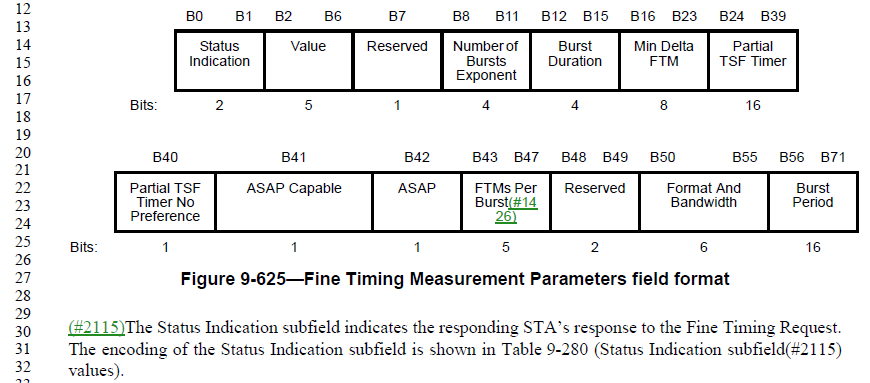 12
13
14
15
16
17
18
19
20
21
22
23
24
25
26
27
28
29
30
31
32
B0 B1 B2 B6 B7 B8 B11 B12 B15 B16 B23 B24 B39
Status Indication Value Reserved Number of Bursts Exponent Burst Duration Min Delta FTM Partial TSF Timer
Bits: 2 5 1 4 4 8 16
B40 B41 B42 B43 B47 B48 B49 B50 B55 B56 B71
Partial TSF Timer No Preference ASAP Capable ASAP FTMs Per Burst(#1426) Reserved Format And Bandwidth Burst Period
Bits: 1 1 1 5 2 6 16
Figure 9-625—Fine Timing Measurement Parameters field format
(#2115)The Status Indication subfield indicates the responding STA's response to the Fine Timing Request.
The encoding of the Status Indication subfield is shown in Table 9-280 (Status Indication subfield(#2115)
values).